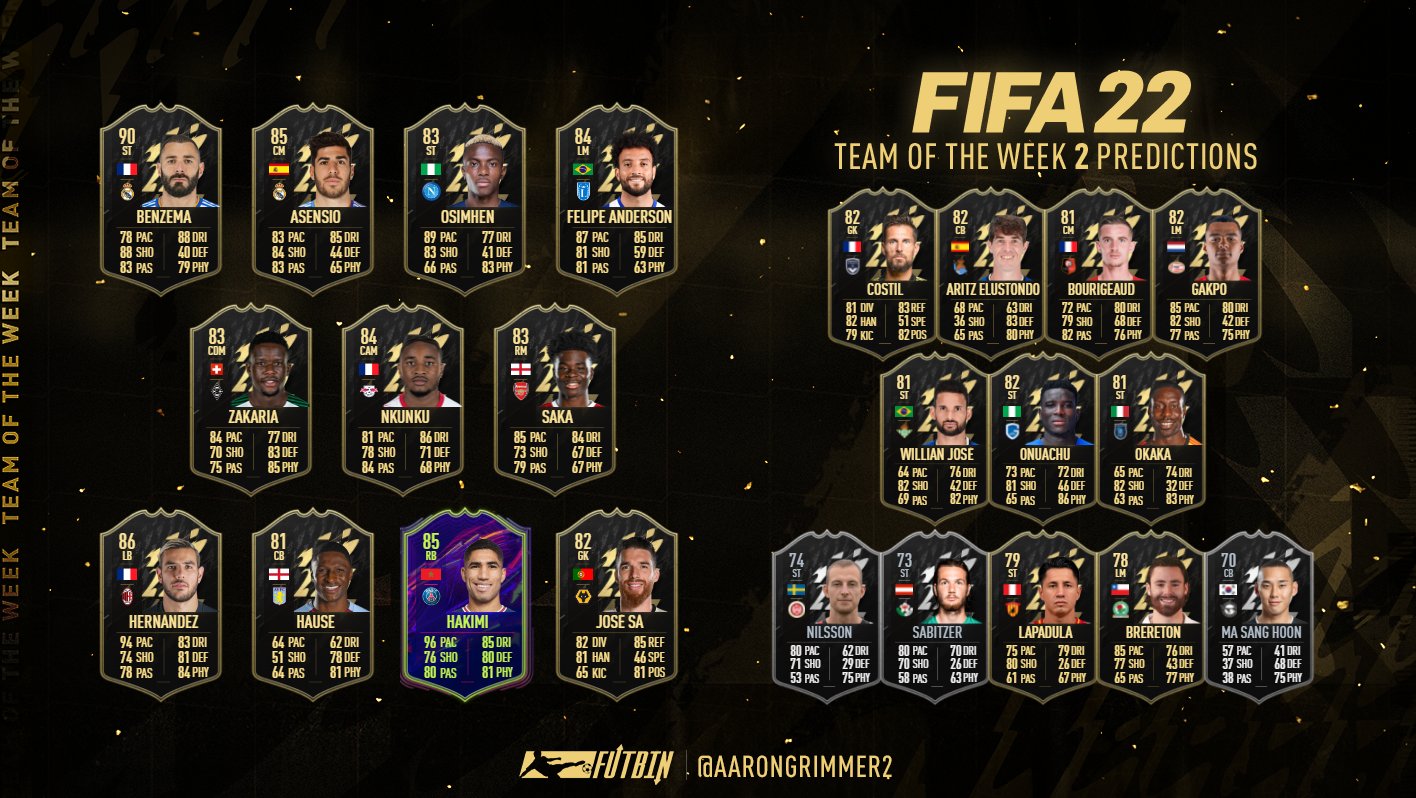 TEAM OF THE WEEK TEAM OF THE WEEK TEAM OF THE WEEK
FIFA 22
TEAM OF THE WEEK 2 PREDICTIONS
90
ST
BENZEMA
78 PAC 88 DRI
88 SHO 40 DEF
83 PAS 79 PHY
85
CM
ASENSIO
83 PAC 85 DRI
84 SHO 44 DEF
83 PAS 65 PHY
83
ST
OSIMHEN
89 PAC 77 DRI
83 SHO 41 DEF
66 PAS 83 PHY
84
LM
FELIPE ANDERSON
87 PAC 85 DRI
81 SHO 59 DEF
81 PAS 63 PHY
83
CDM
ZAKARIA
84 PAC 77 DRI
70 SHO 83 DEF
75 PAS 85 PHY
84
CAM
NKUNKU
81 PAC 86 DRI
78 SHO 71 DEF
84 PAS 68 PHY
83
RM
SAKA
85 PAC 84 DRI
73 SHO 67 DEF
79 PAS 67 PHY
86
LB
HERNANDEZ
94 PAC 83 DRI
74 SHO 81 DEF
78 PAS 84 PHY
81
CB
HAUSE
64 PAC 62 DRI
51 SHO 78 DEF
64 PAS 81 PHY
85
RB
HAKIMI
96 PAC 85 DRI
76 SHO 80 DEF
80 PAS 81 PHY
82
GK
JOSE SA
82 DIV 85 REF
81 HAN 46 SPE
65 KIC 81 POS
82
GK
COSTIL
81 DIV 83 REF
82 HAN 51 SPE
79 KIC 82 POS
82
CB
ARITZ ELUSTONDO
68 PAC 63 DRI
36 SHO 83 DEF
65 PAS 80 PHY
81
CM
BOURIGEAUD
72 PAC 80 DRI
79 SHO 68 DEF
82 PAS 76 PHY
82
LM
GAKPO
85 PAC 80 DRI
82 SHO 42 DEF
77 PAS 75 PHY
81
ST
WILLIAN JOSÉ
64 PAC 76 DRI
82 SHO 42 DEF
69 PAS 82 PHY
82
ST
ONUACHU
73 PAC 72 DRI
81 SHO 46 DEF
65 PAS 86 PHY
81
ST
OKAKA
65 PAC 74 DRI
82 SHO 32 DEF
63 PAS 83 PHY
74
ST
NILSSON
80 PAC 62 DRI
71 SHO 29 DEF
53 PAS 75 PHY
73
ST
SABITZER
80 PAC 70 DRI
70 SHO 26 DEF
58 PAS 63 PHY
79
ST
LAPADULA
75 PAC 79 DRI
80 SHO 26 DEF
61 PAS 67 PHY
78
LM
BRERETON
85 PAC 76 DRI
77 SHO 43 DEF
65 PAS 77 PHY
70
CB
MA SANG HOON
57 PAC 41 DRI
37 SHO 68 DEF
38 PAS 75 PHY
FUTBIN @AARONGRIMMER2